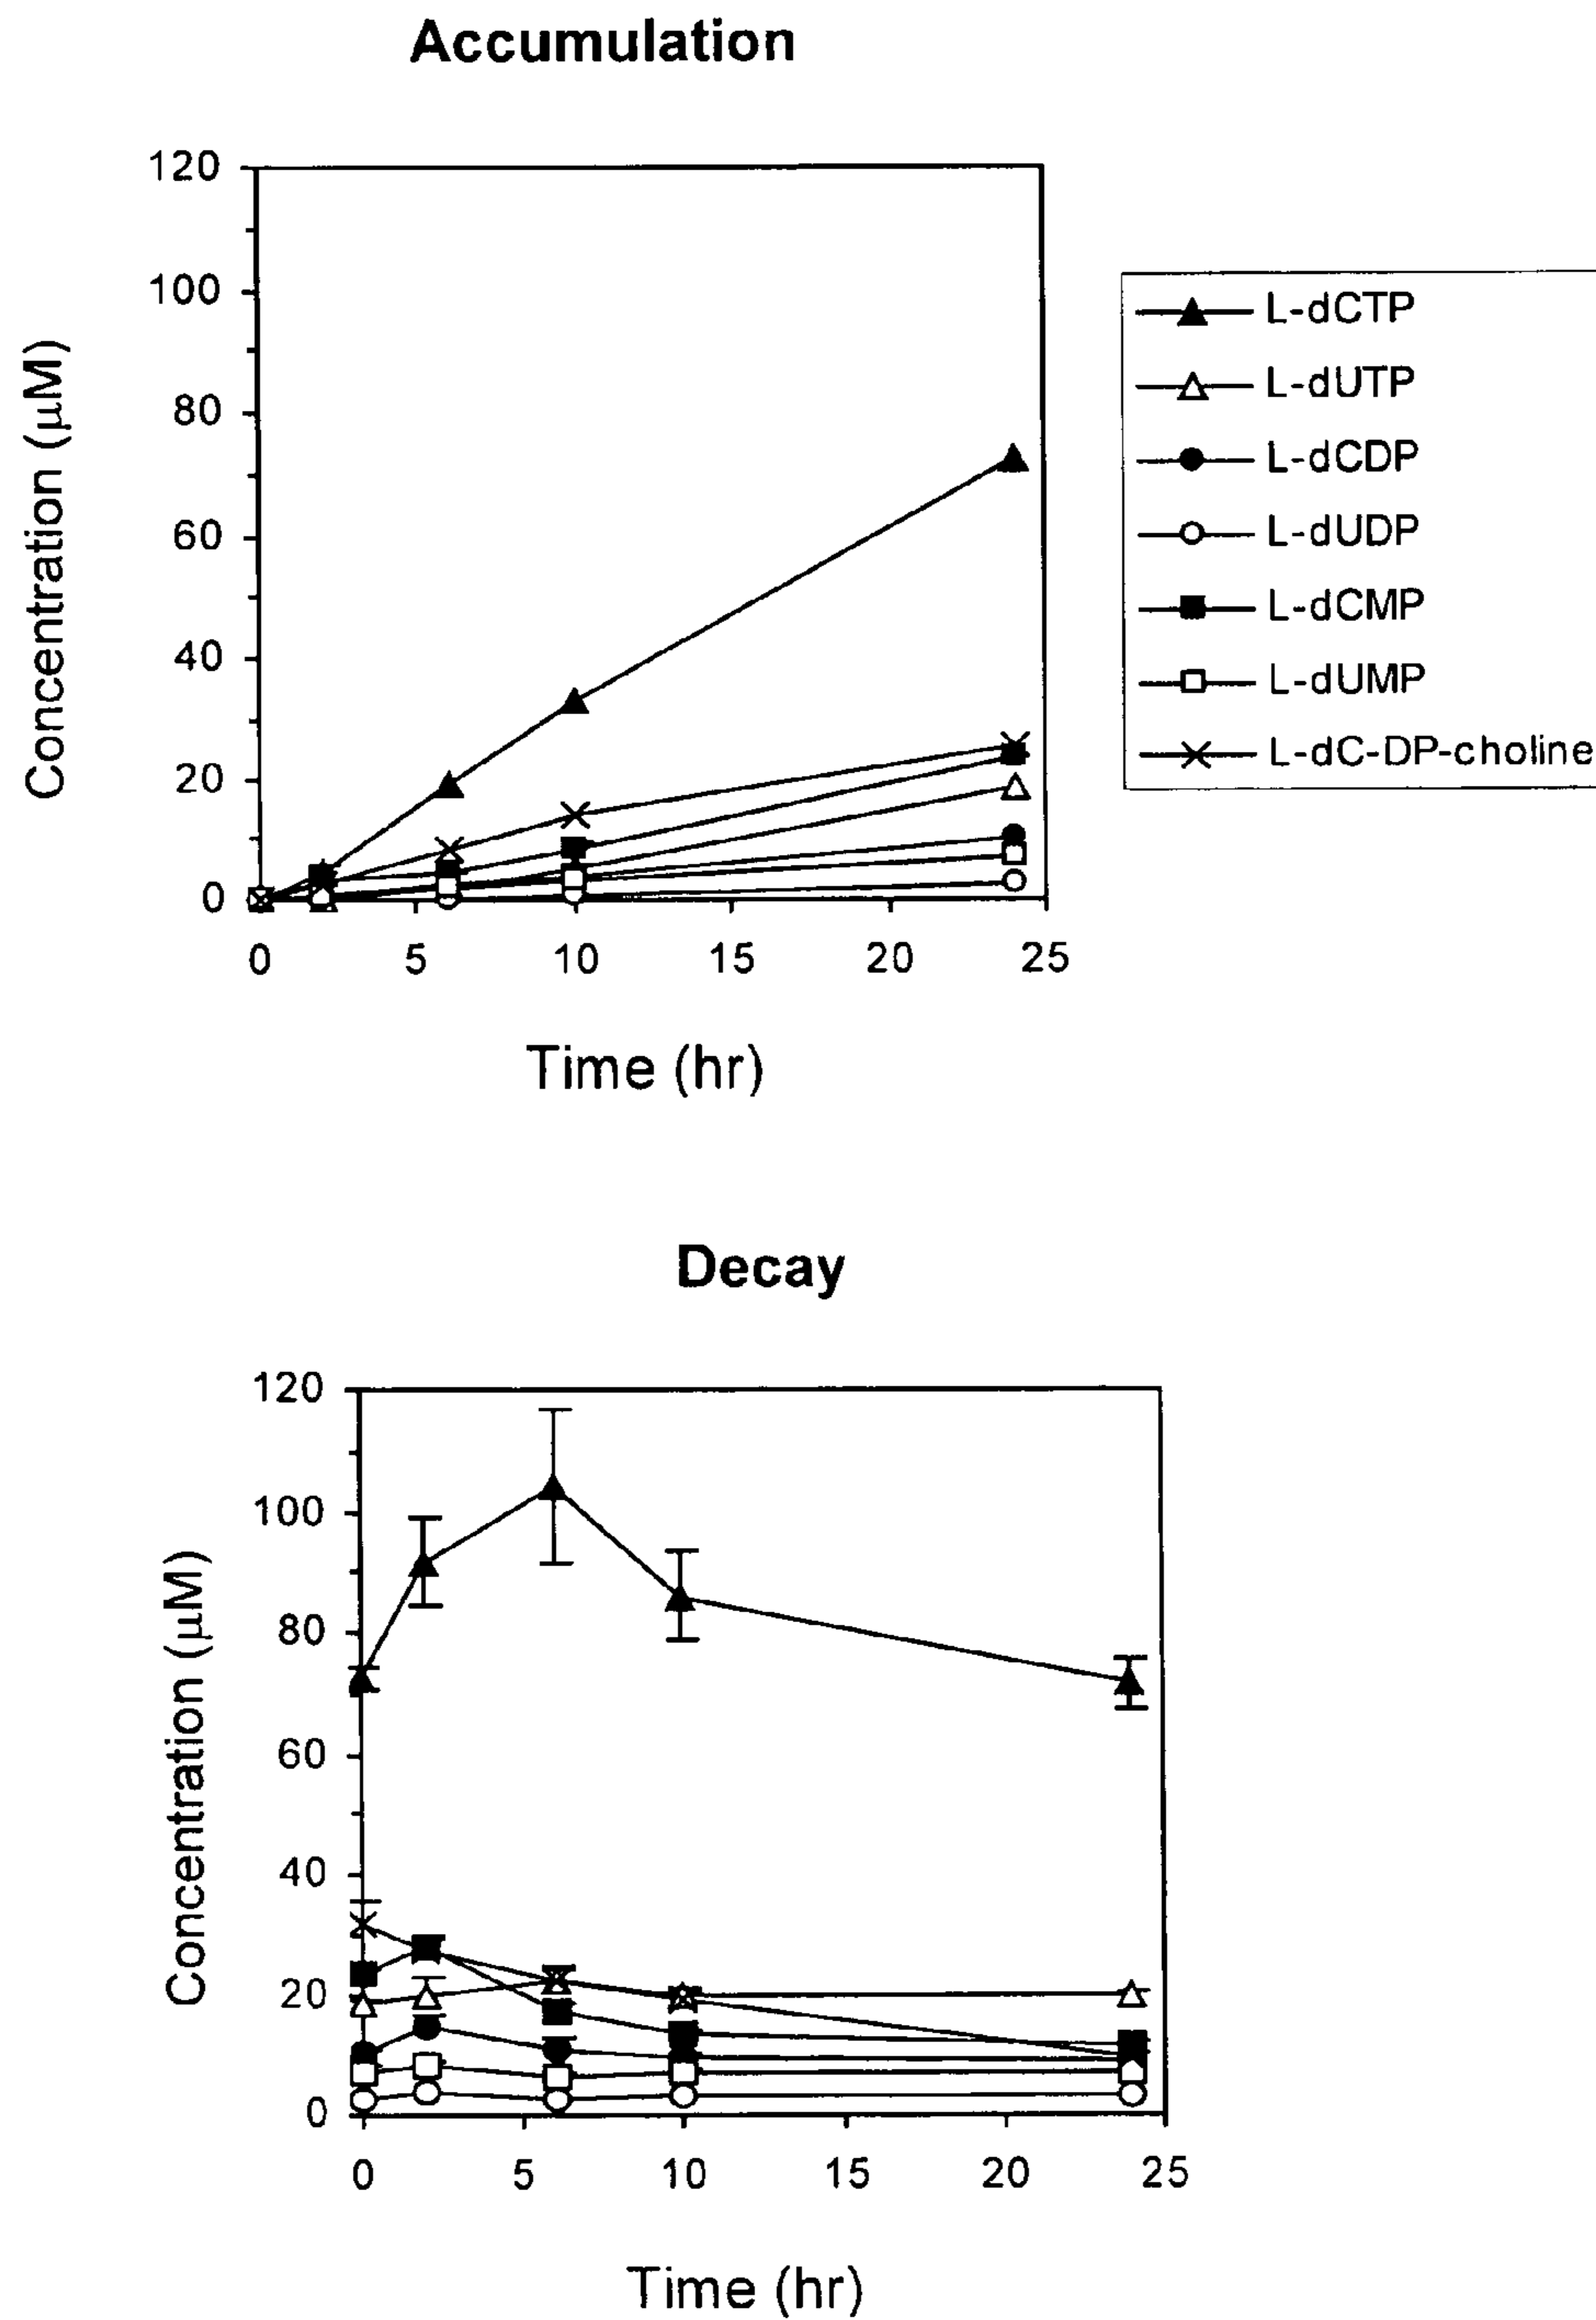 Accumulation
120
100
80
60
40
20
0
Concentration (µM)
0 5 10 15 20 25
Time (hr)
L-dCTP
L-dUTP
L-dCDP
L-dUDP
L-dCMP
L-dUMP
L-dC-DP-choline
Decay
120
100
80
60
40
20
0
Concentration (µM)
0 5 10 15 20 25
Time (hr)